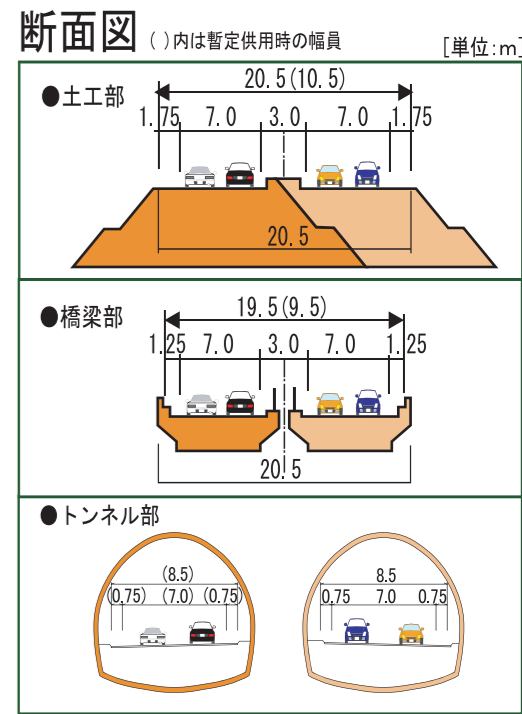 断面図 ( )内は暫定供用時の幅員 [単位:m]
●土工部
20.5(10.5)
1.75 7.0 3.0 7.0 1.75
20.5
●橋梁部
19.5(9.5)
1.25 7.0 3.0 7.0 1.25
20.5
●トンネル部
(8.5) 8.5
(0.75) (7.0) (0.75) 0.75 7.0 0.75